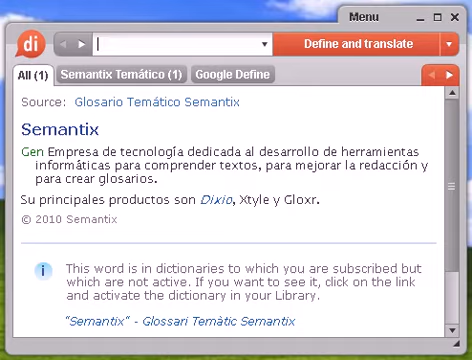 Menu
di
Define and translate
All (1)
Semantix Temático (1)
Google Define
Source: Glosario Temático Semantix
Semantix
Gen Empresa de tecnología dedicada al desarrollo de herramientas
informáticas para comprender textos, para mejorar la redacción y
para crear glosarios.
Su principales productos son Dixio, Xtyle y Gloxr.
© 2010 Semantix
i
This word is in dictionaries to which you are subscribed but
which are not active. If you want to see it, click on the link
and activate the dictionary in your Library.
"Semantix" - Glossari Temàtic Semantix